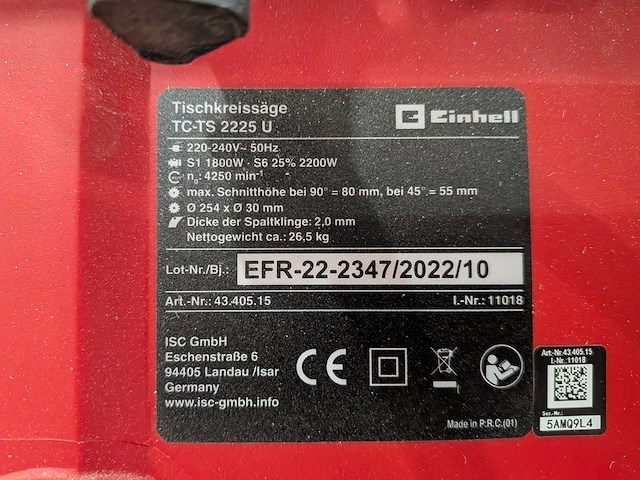 Tischkreissäge
TC-TS 2225 U
Einhell
220-240V~ 50Hz
S1 1800W · S6 25% 2200W
n₀: 4250 min⁻¹
max. Schnitthöhe bei 90° = 80 mm, bei 45° = 55 mm
Ø 254 x Ø 30 mm
Dicke der Spaltklinge: 2,0 mm
Nettogewicht ca.: 26,5 kg
Lot-Nr./Bj.: EFR-22-2347/2022/10
Art.-Nr.: 43.405.15 I.-Nr.: 11018
ISC GmbH
Eschenstraße 6
94405 Landau /Isar
Germany
www.isc-gmbh.info
CE
Made in P.R.C.(01)
Art.-Nr.43.405.15
I.-Nr.:11018
Ser.-Nr.:
5AMQ9L4